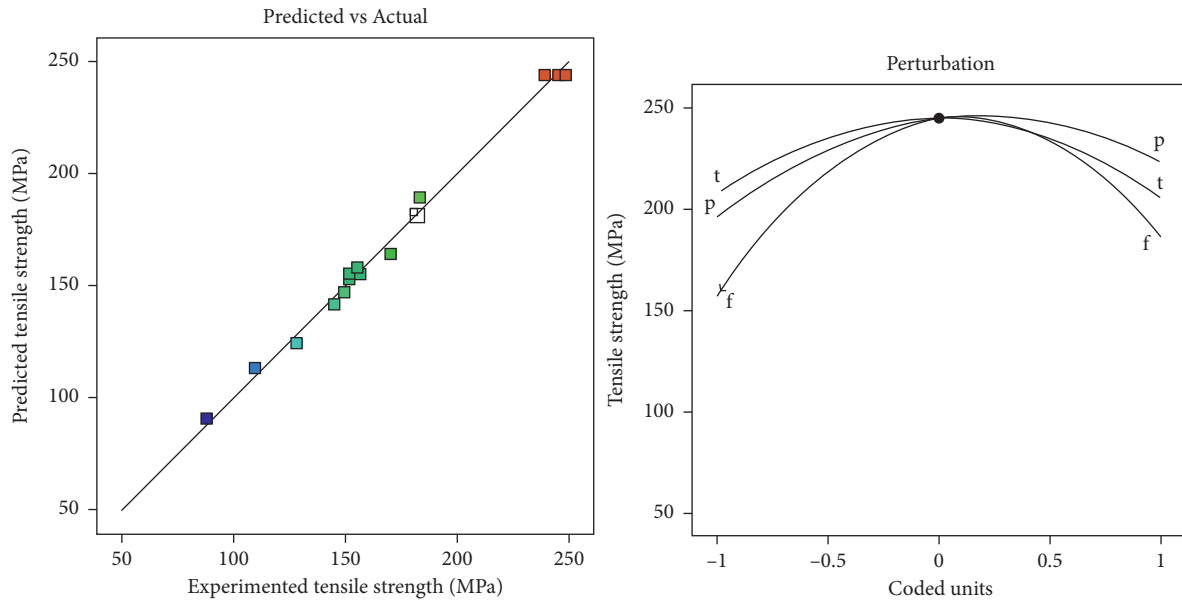 Predicted vs Actual
Predicted tensile strength (MPa)
250
200
150
100
50
50 100 150 200 250
Experimented tensile strength (MPa)
Perturbation
Tensile strength (MPa)
250
200
150
100
50
t
p
f
p
t
f
−1 −0.5 0 0.5 1
Coded units